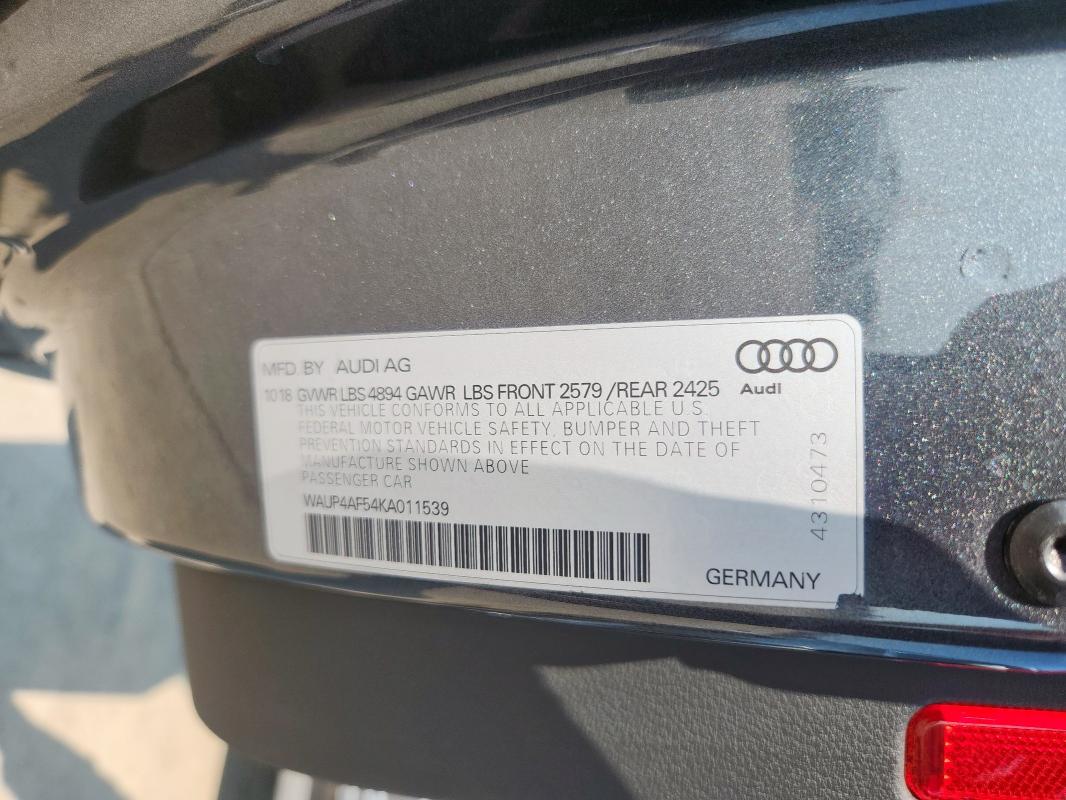 MFD. BY AUDI AG
Audi
1018 GVWR LBS 4894 GAWR LBS FRONT 2579 /REAR 2425
THIS VEHICLE CONFORMS TO ALL APPLICABLE U.S.
FEDERAL MOTOR VEHICLE SAFETY, BUMPER AND THEFT
PREVENTION STANDARDS IN EFFECT ON THE DATE OF
MANUFACTURE SHOWN ABOVE
PASSENGER CAR
WAUP4AF54KA011539
4310473
GERMANY